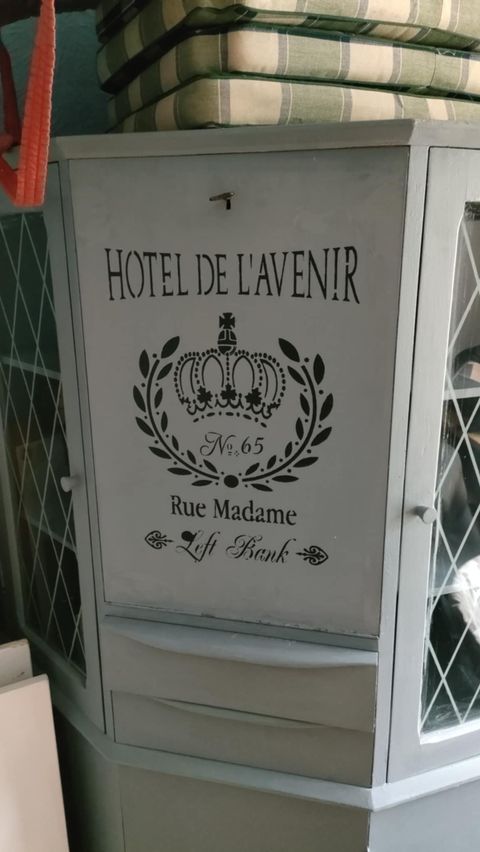 HOTEL DE L'AVENIR
No. 65
Rue Madame
Left Bank